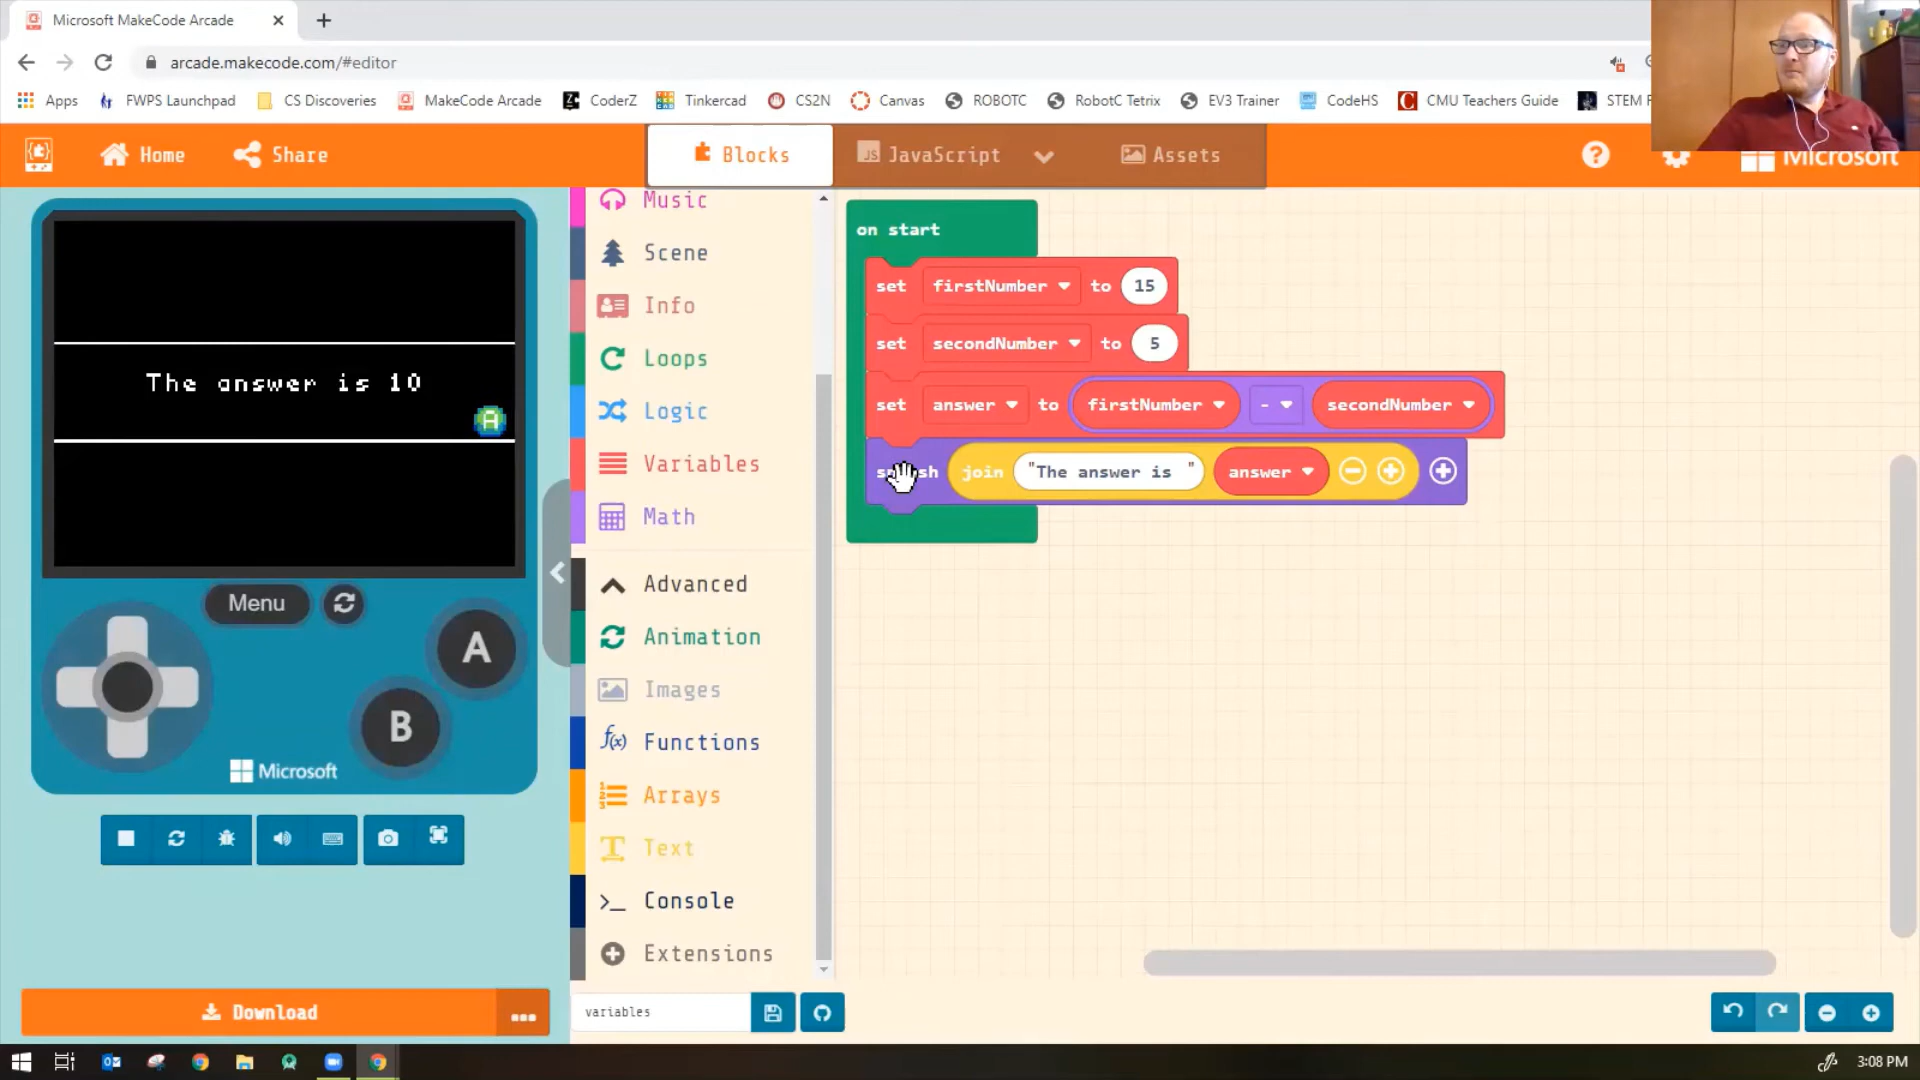 Microsoft MakeCode Arcade
arcade.makecode.com/#editor
Apps FWPS Launchpad CS Discoveries MakeCode Arcade CoderZ Tinkercad CS2N Canvas ROBOTC RobotC Tetrix EV3 Trainer CodeHS CMU Teachers Guide STEM
Home Share Blocks JavaScript Assets Microsoft
The answer is 10
A
Menu
A
B
Microsoft
Download
Music
Scene
Info
Loops
Logic
Variables
Math
Advanced
Animation
Images
Functions
Arrays
Text
Console
Extensions
variables
on start
set firstNumber to 15
set secondNumber to 5
set answer to firstNumber - secondNumber
join "The answer is " answer
3:08 PM